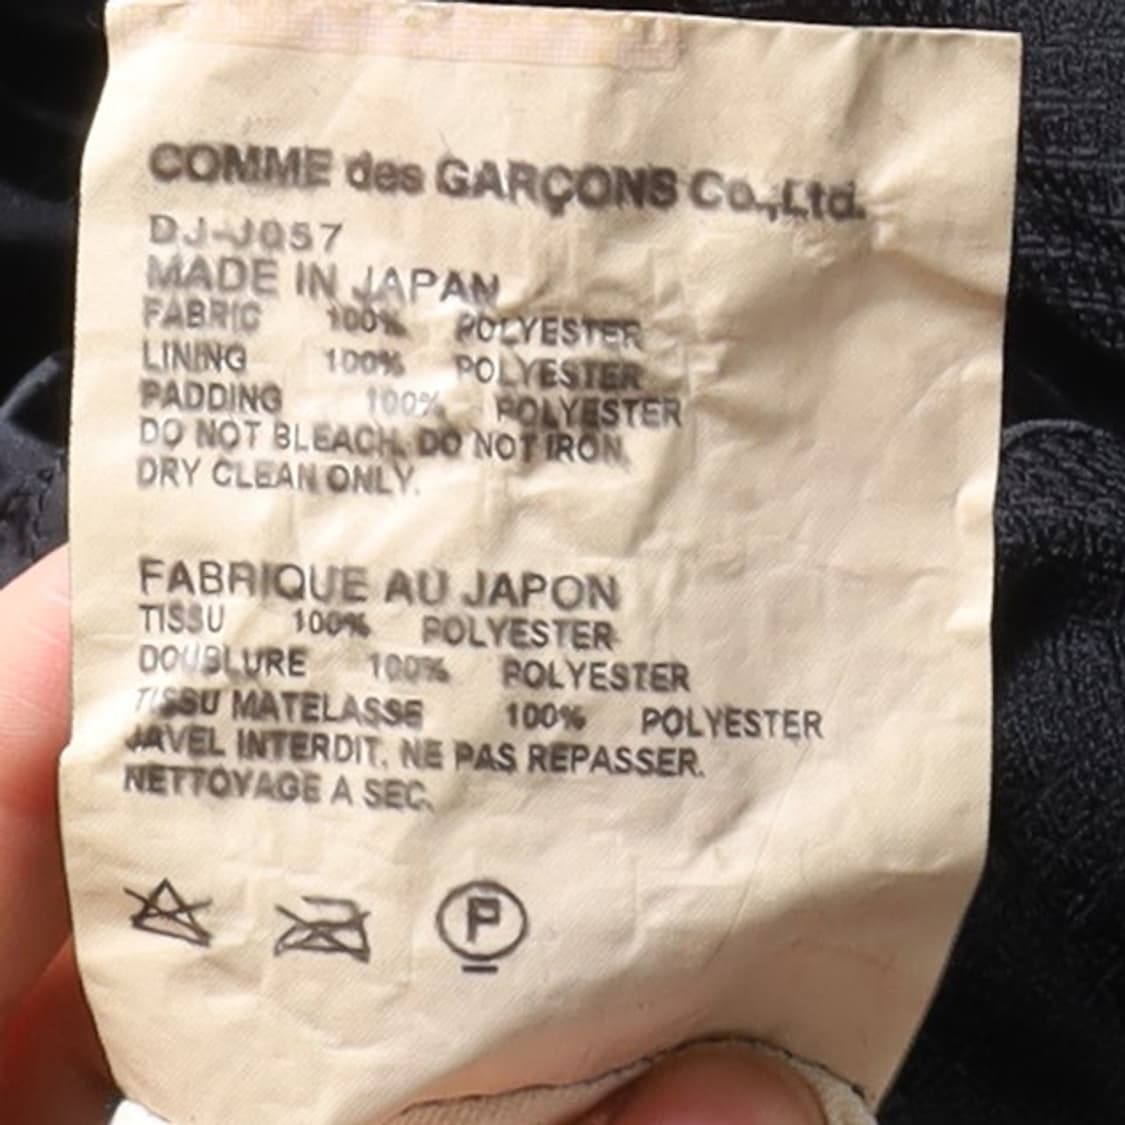 COMME des GARÇONS Co.,Ltd.
DJ-J057
MADE IN JAPAN
FABRIC 100% POLYESTER
LINING 100% POLYESTER
PADDING 100% POLYESTER
DO NOT BLEACH. DO NOT IRON.
DRY CLEAN ONLY.
FABRIQUE AU JAPON
TISSU 100% POLYESTER
DOUBLURE 100% POLYESTER
TISSU MATELASSE 100% POLYESTER
JAVEL INTERDIT. NE PAS REPASSER.
NETTOYAGE A SEC.
P